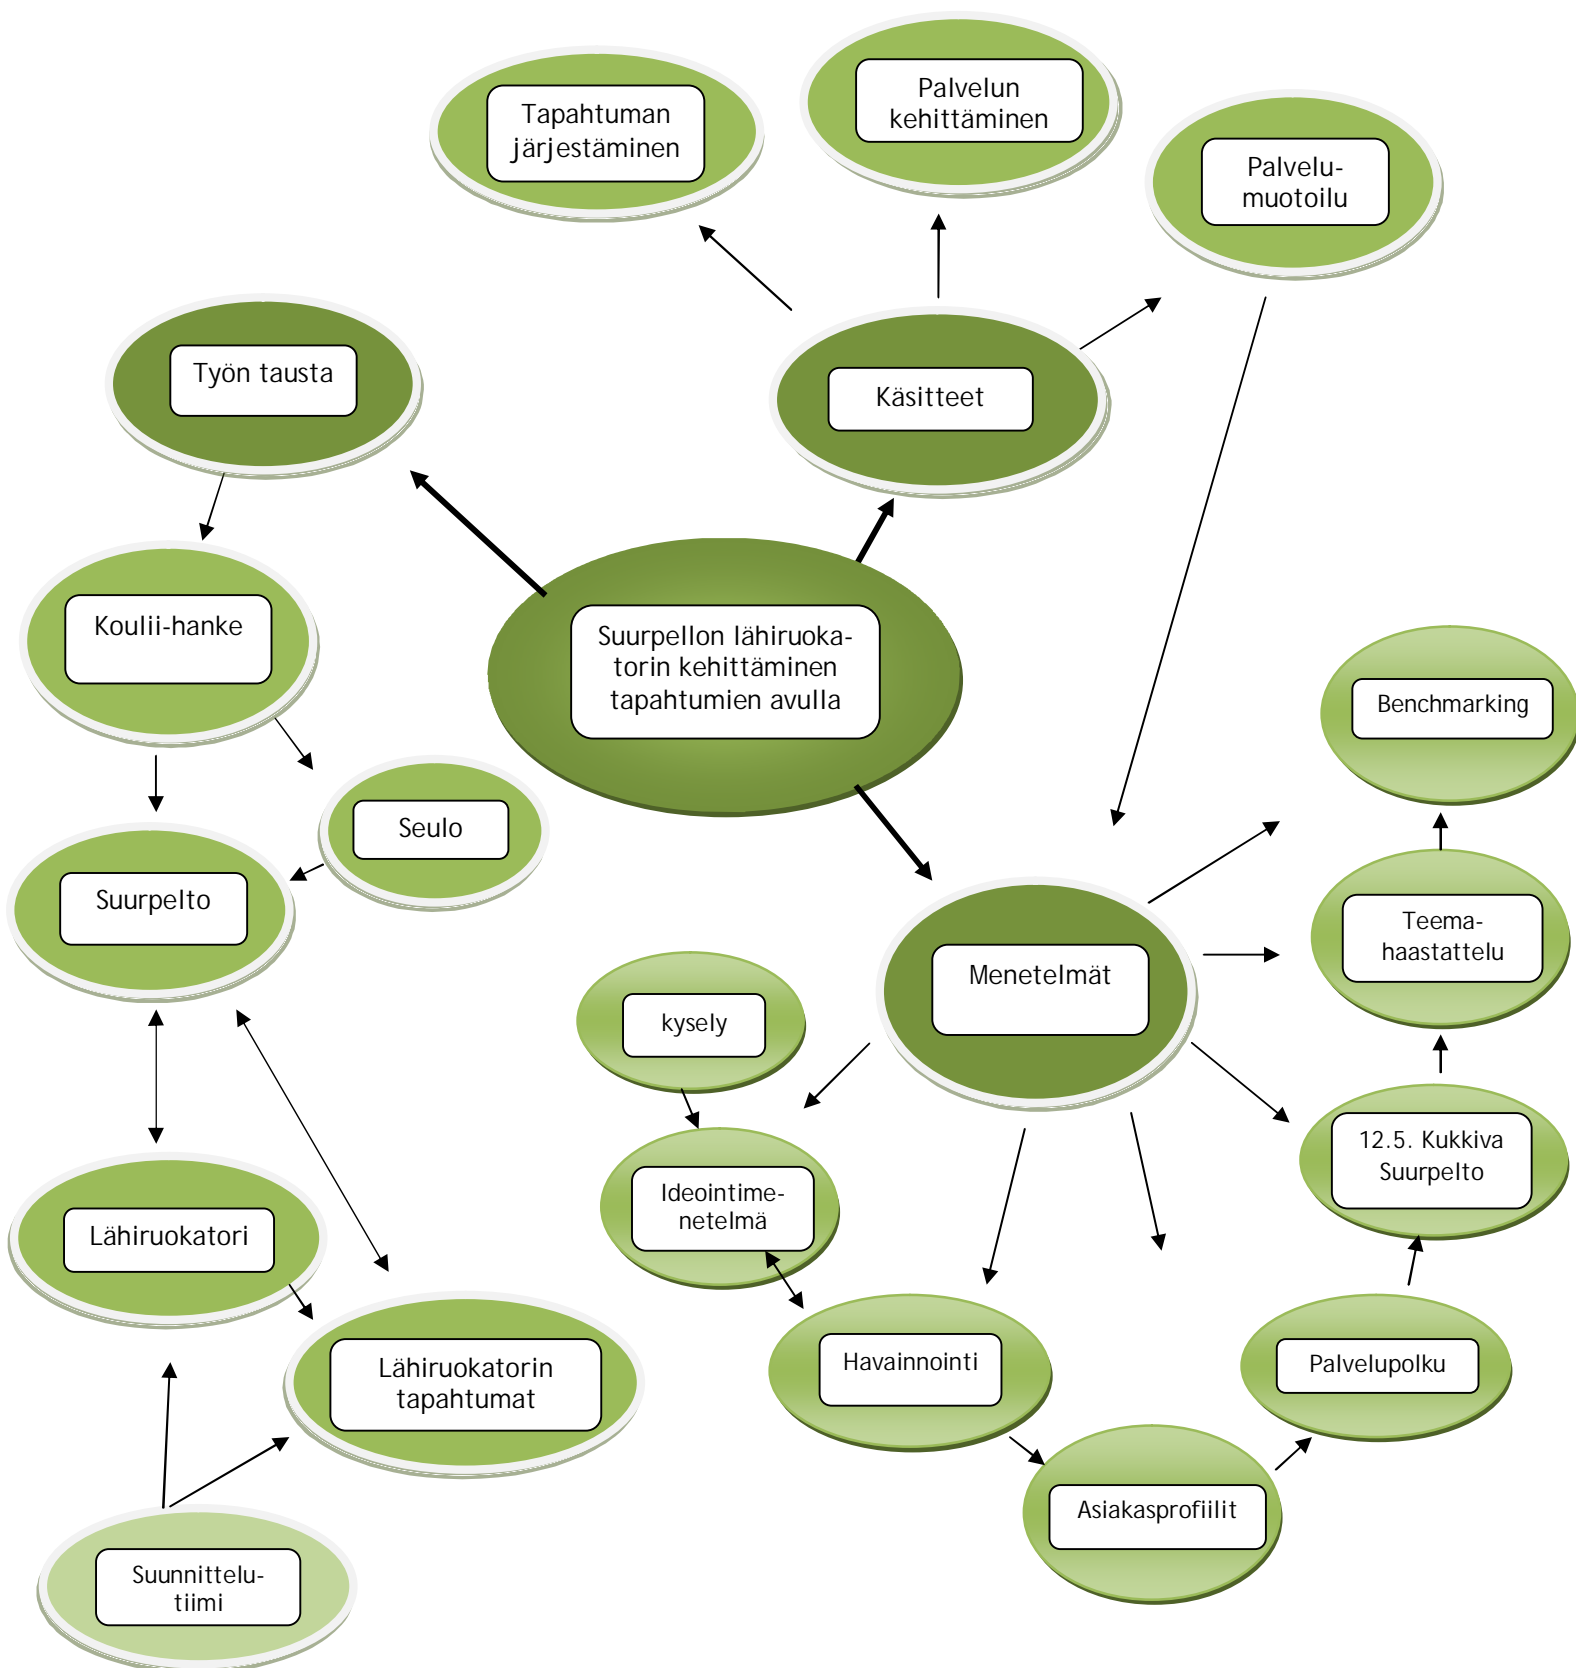 Tapahtuman
järjestäminen
Palvelun
kehittäminen
Palvelu-
muotoilu
Työn tausta
Käsitteet
Koulii-hanke
Suurpellon lähiruoka-
torin kehittäminen
tapahtumien avulla
Benchmarking
Seulo
Suurpelto
Teema-
haastattelu
Menetelmät
kysely
12.5. Kukkiva
Suurpelto
Ideointime-
netelmä
Lähiruokatori
Havainnointi
Palvelupolku
Lähiruokatorin
tapahtumat
Asiakasprofiilit
Suunnittelu-
tiimi